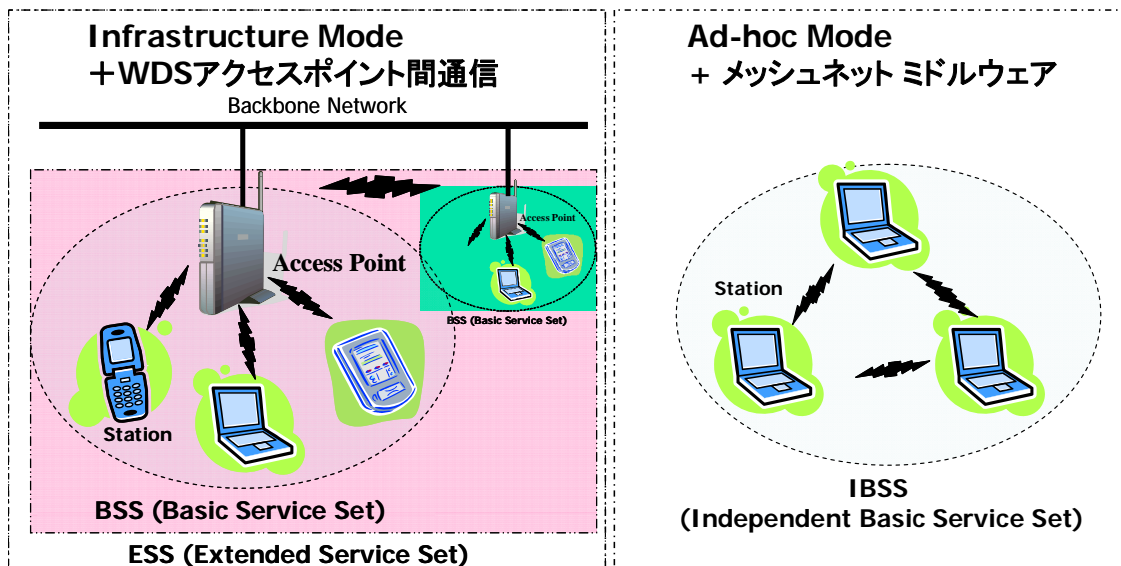 Infrastructure Mode
＋WDSアクセスポイント間通信
Backbone Network
Access Point
Access Point
BSS (Basic Service Set)
Station
BSS (Basic Service Set)
ESS (Extended Service Set)
Ad-hoc Mode
+ メッシュネット ミドルウェア
Station
IBSS
(Independent Basic Service Set)